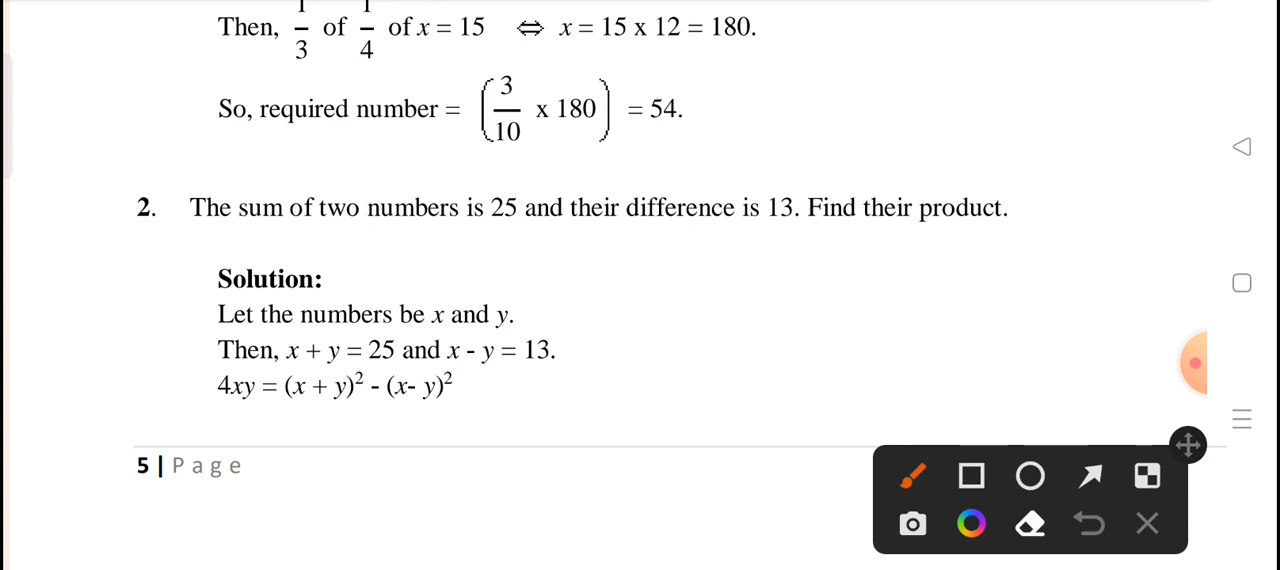 Then, 1/3 of 1/4 of x = 15 ⇔ x = 15 x 12 = 180.
So, required number = (3/10 x 180) = 54.
2. The sum of two numbers is 25 and their difference is 13. Find their product.
Solution:
Let the numbers be x and y.
Then, x + y = 25 and x - y = 13.
4xy = (x + y)² - (x- y)²
5 | P a g e